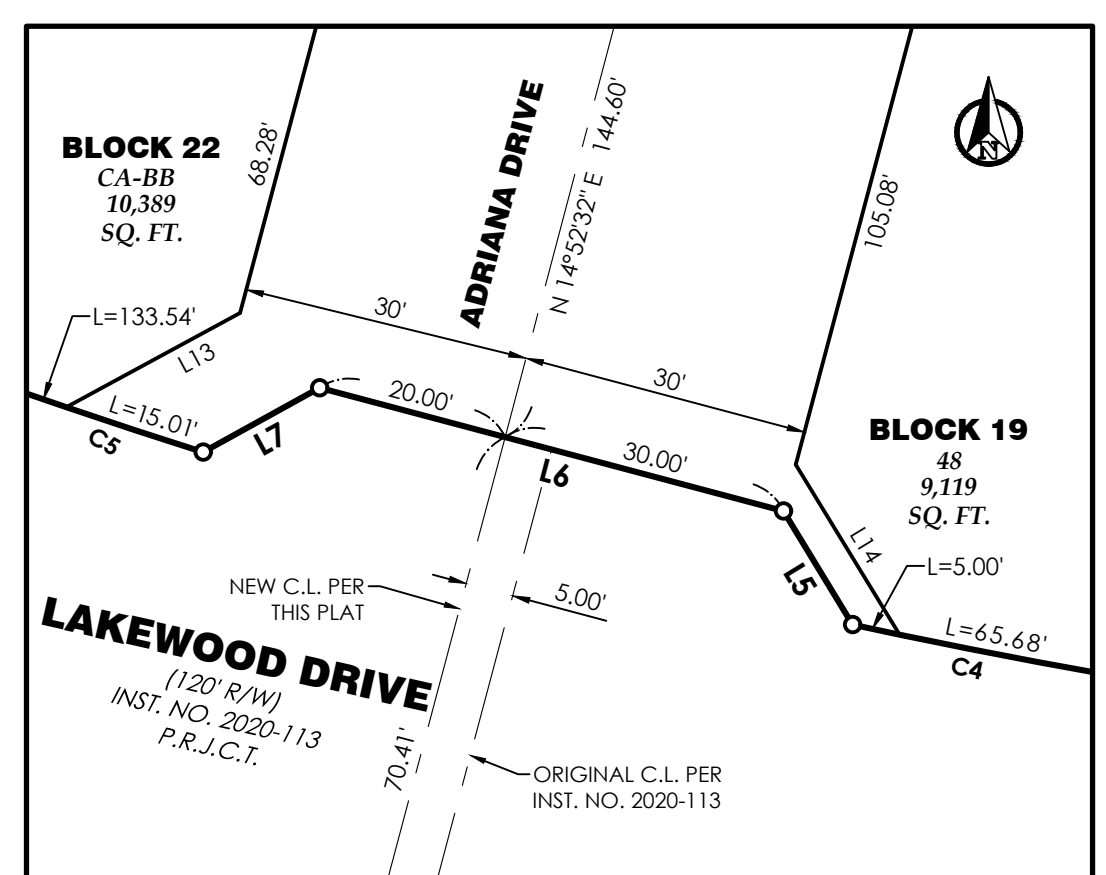 BLOCK 22
CA-BB
10,389
SQ. FT.
68.28'
ADRIANA DRIVE
N 14°52'32" E 144.60'
105.08'
N
L=133.54'
L13
30'
30'
L=15.01'
C5
L7
20.00'
L6
30.00'
BLOCK 19
48
9,119
SQ. FT.
L14
L5
L=5.00'
L=65.68'
C4
NEW C.L. PER
THIS PLAT
5.00'
LAKEWOOD DRIVE
(120' R/W)
INST. NO. 2020-113
P.R.J.C.T.
70.41'
ORIGINAL C.L. PER
INST. NO. 2020-113